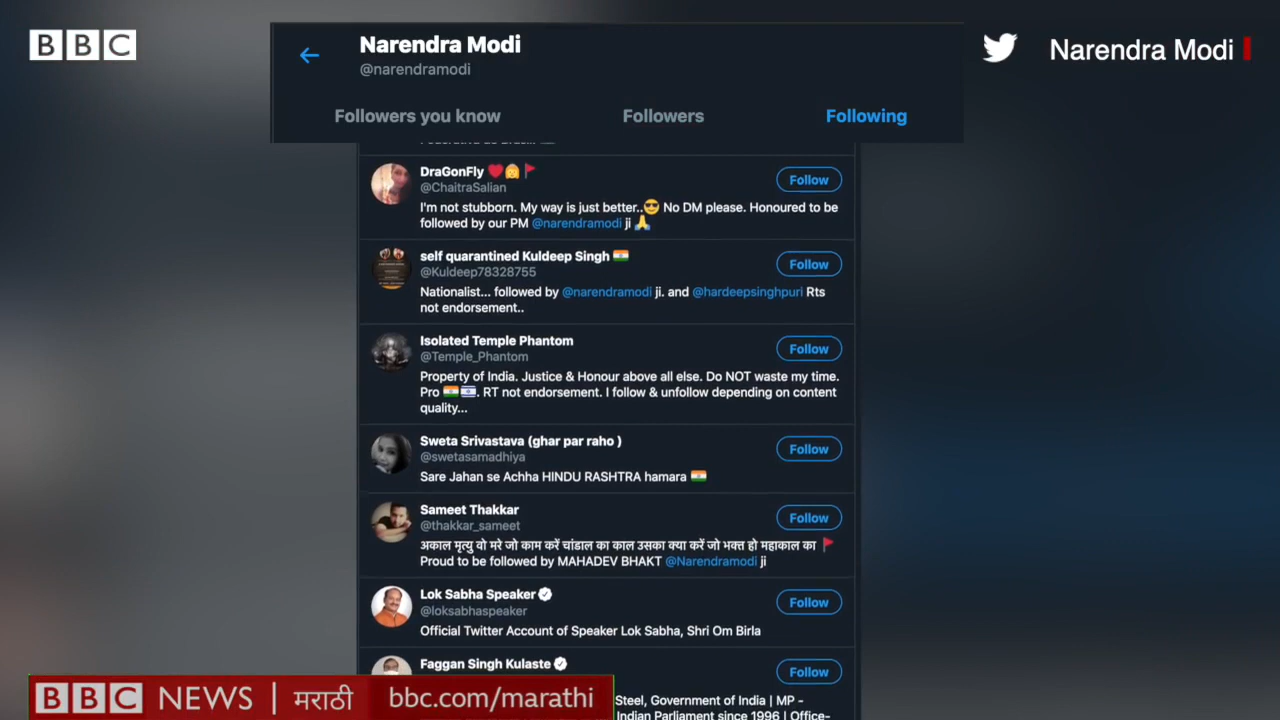 BBC
Narendra Modi
@narendramodi
Narendra Modi
Followers you know Followers Following
DraGonFly ❤️👩🚩
@ChaitraSalian
Follow
I'm not stubborn. My way is just better..😎 No DM please. Honoured to be
followed by our PM @narendramodi ji 🙏
self quarantined Kuldeep Singh 🇮🇳
@Kuldeep78328755
Follow
Nationalist... followed by @narendramodi ji. and @hardeepsinghpuri Rts
not endorsement..
Isolated Temple Phantom
@Temple_Phantom
Follow
Property of India. Justice & Honour above all else. Do NOT waste my time.
Pro 🇮🇳🇮🇱. RT not endorsement. I follow & unfollow depending on content
quality...
Sweta Srivastava (ghar par raho )
@swetasamadhiya
Follow
Sare Jahan se Achha HINDU RASHTRA hamara 🇮🇳
Sameet Thakkar
@thakkar_sameet
Follow
अकाल मृत्यु वो मरे जो काम करें चांडाल का काल उसका क्या करें जो भक्त हो महाकाल का 🚩
Proud to be followed by MAHADEV BHAKT @Narendramodi ji
Lok Sabha Speaker
@loksabhaspeaker
Follow
Official Twitter Account of Speaker Lok Sabha, Shri Om Birla
Faggan Singh Kulaste
Follow
Steel, Government of India | MP -
Indian Parliament since 1996 | Office-
BBC NEWS | मराठी bbc.com/marathi